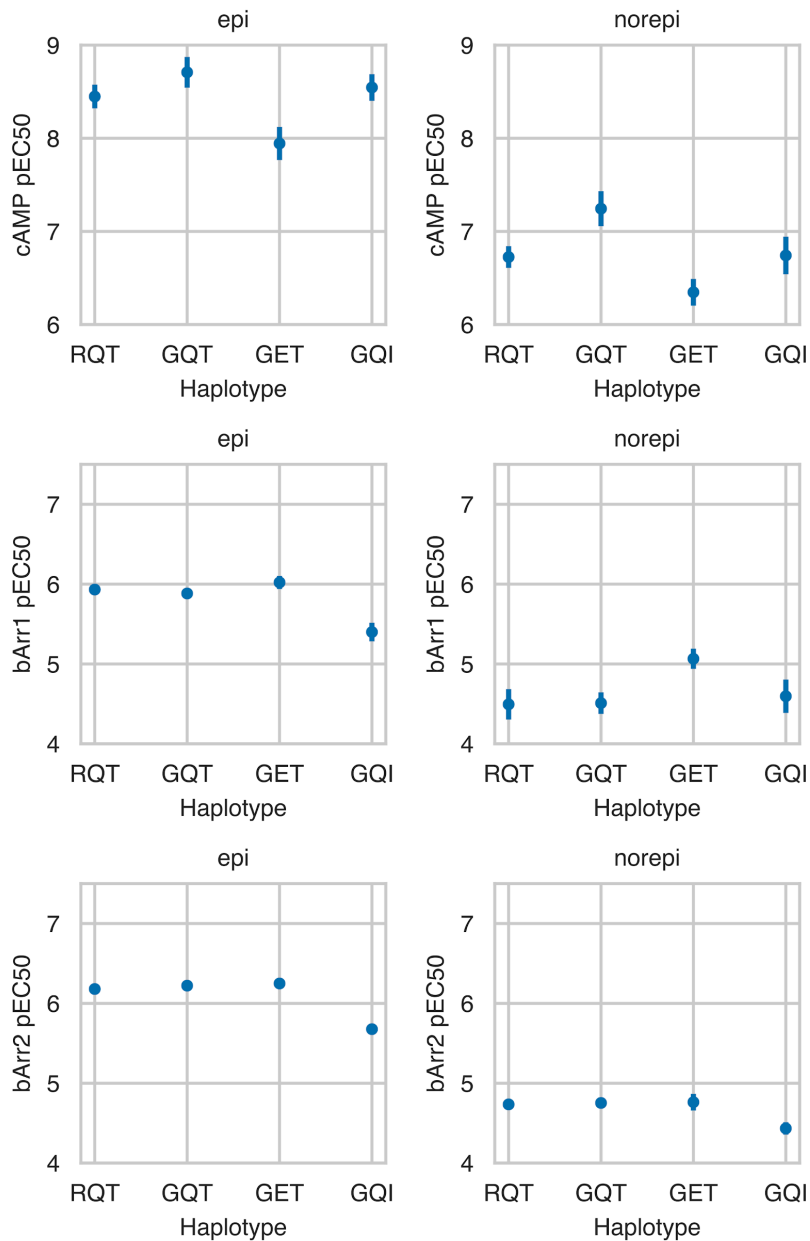 epi
9
8
7
6
cAMP pEC50
RQT GQT GET GQI
Haplotype
norepi
9
8
7
6
cAMP pEC50
RQT GQT GET GQI
Haplotype
epi
7
6
5
4
bArr1 pEC50
RQT GQT GET GQI
Haplotype
norepi
7
6
5
4
bArr1 pEC50
RQT GQT GET GQI
Haplotype
epi
7
6
5
4
bArr2 pEC50
RQT GQT GET GQI
Haplotype
norepi
7
6
5
4
bArr2 pEC50
RQT GQT GET GQI
Haplotype